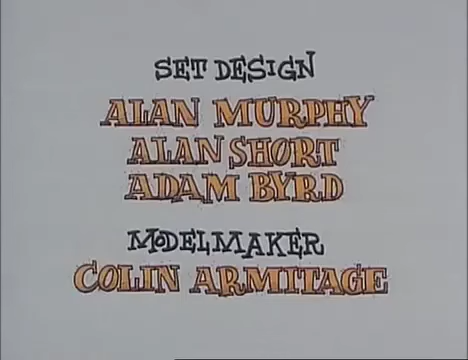 SET DESIGN
ALAN MURPHY
ALAN SHORT
ADAM BYRD
MODELMAKER
COLIN ARMITAGE